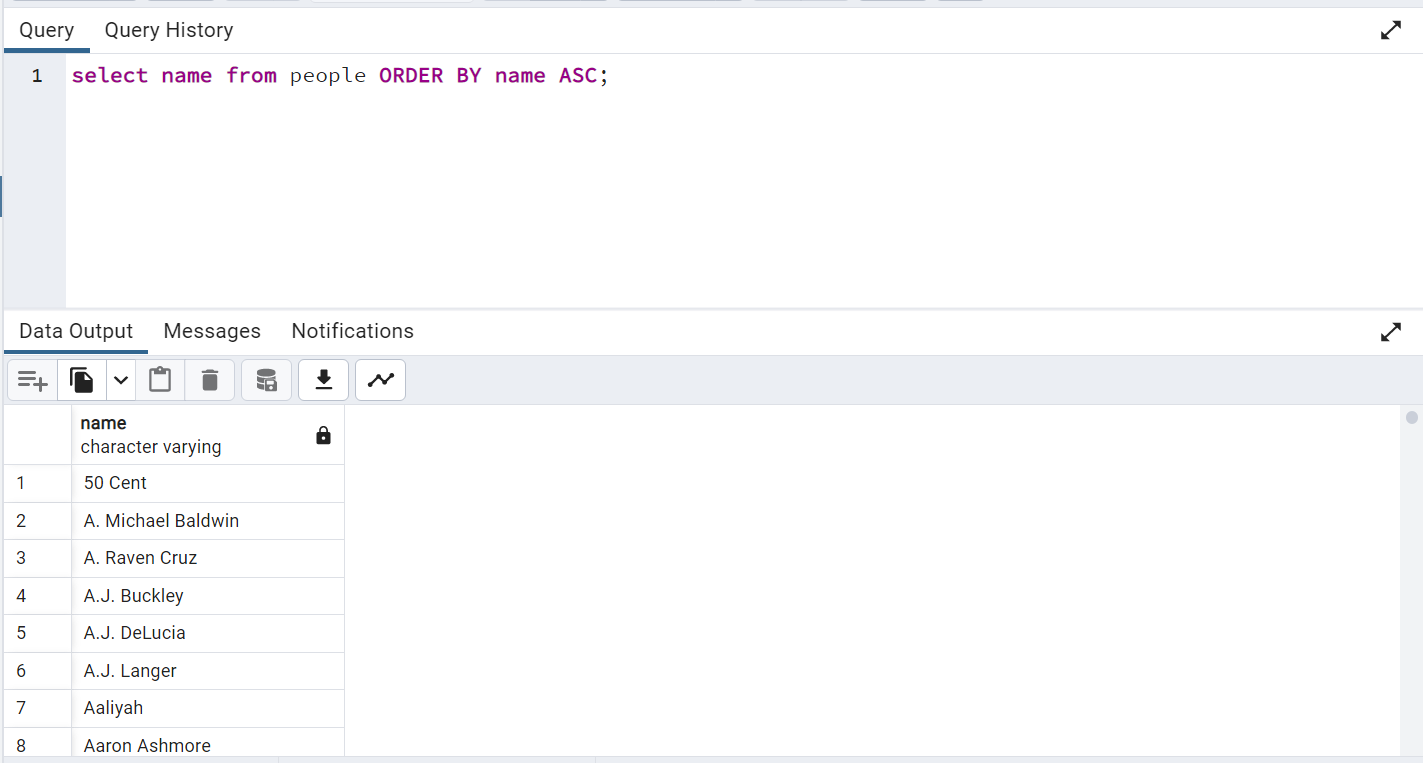 Query Query History
1 select name from people ORDER BY name ASC;
Data Output Messages Notifications
name
character varying
1 50 Cent
2 A. Michael Baldwin
3 A. Raven Cruz
4 A.J. Buckley
5 A.J. DeLucia
6 A.J. Langer
7 Aaliyah
8 Aaron Ashmore